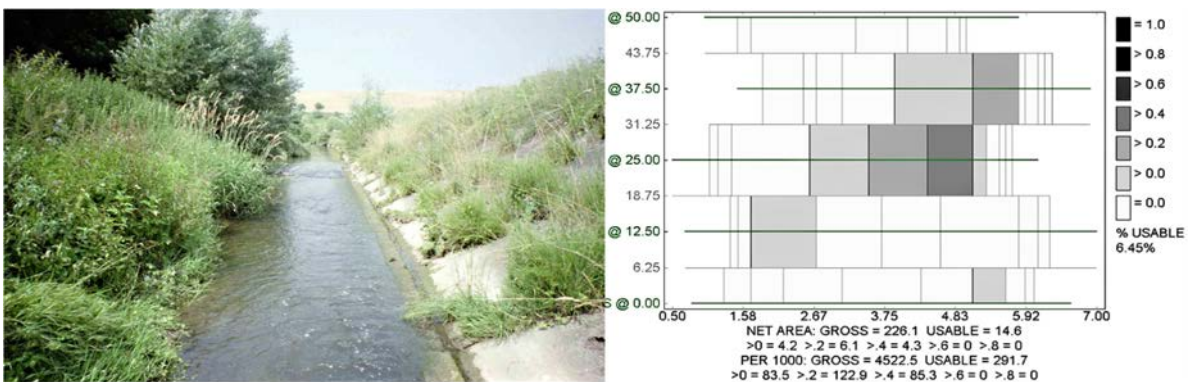 @ 50.00
43.75
@ 37.50
31.25
@ 25.00
18.75
@ 12.50
6.25
S @ 0.00
0.50 1.58 2.67 3.75 4.83 5.92 7.00
= 1.0
> 0.8
> 0.6
> 0.4
> 0.2
> 0.0
= 0.0
% USABLE
6.45%
NET AREA: GROSS = 226.1 USABLE = 14.6
>0 = 4.2 >.2 = 6.1 >.4 = 4.3 >.6 = 0 >.8 = 0
PER 1000: GROSS = 4522.5 USABLE = 291.7
>0 = 83.5 >.2 = 122.9 >.4 = 85.3 >.6 = 0 >.8 = 0